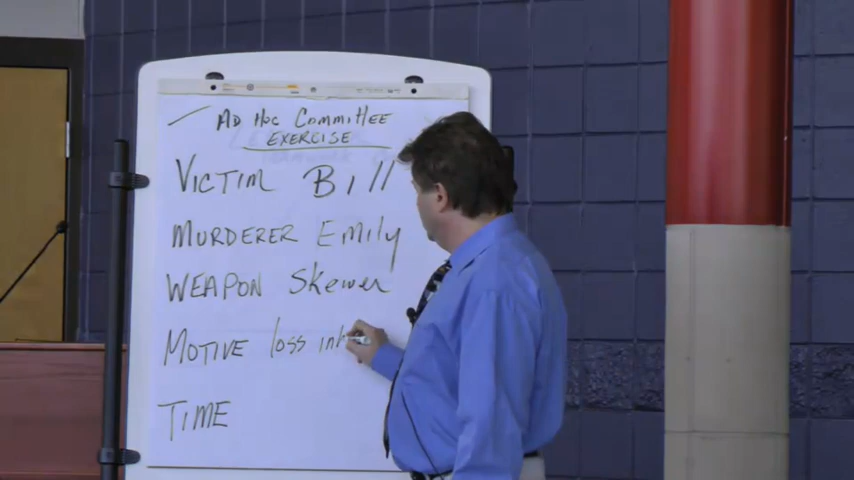 AD HOC COMMITTEE
EXERCISE
VICTIM Bill
MURDERER Emily
WEAPON Skewer
MOTIVE loss
TIME